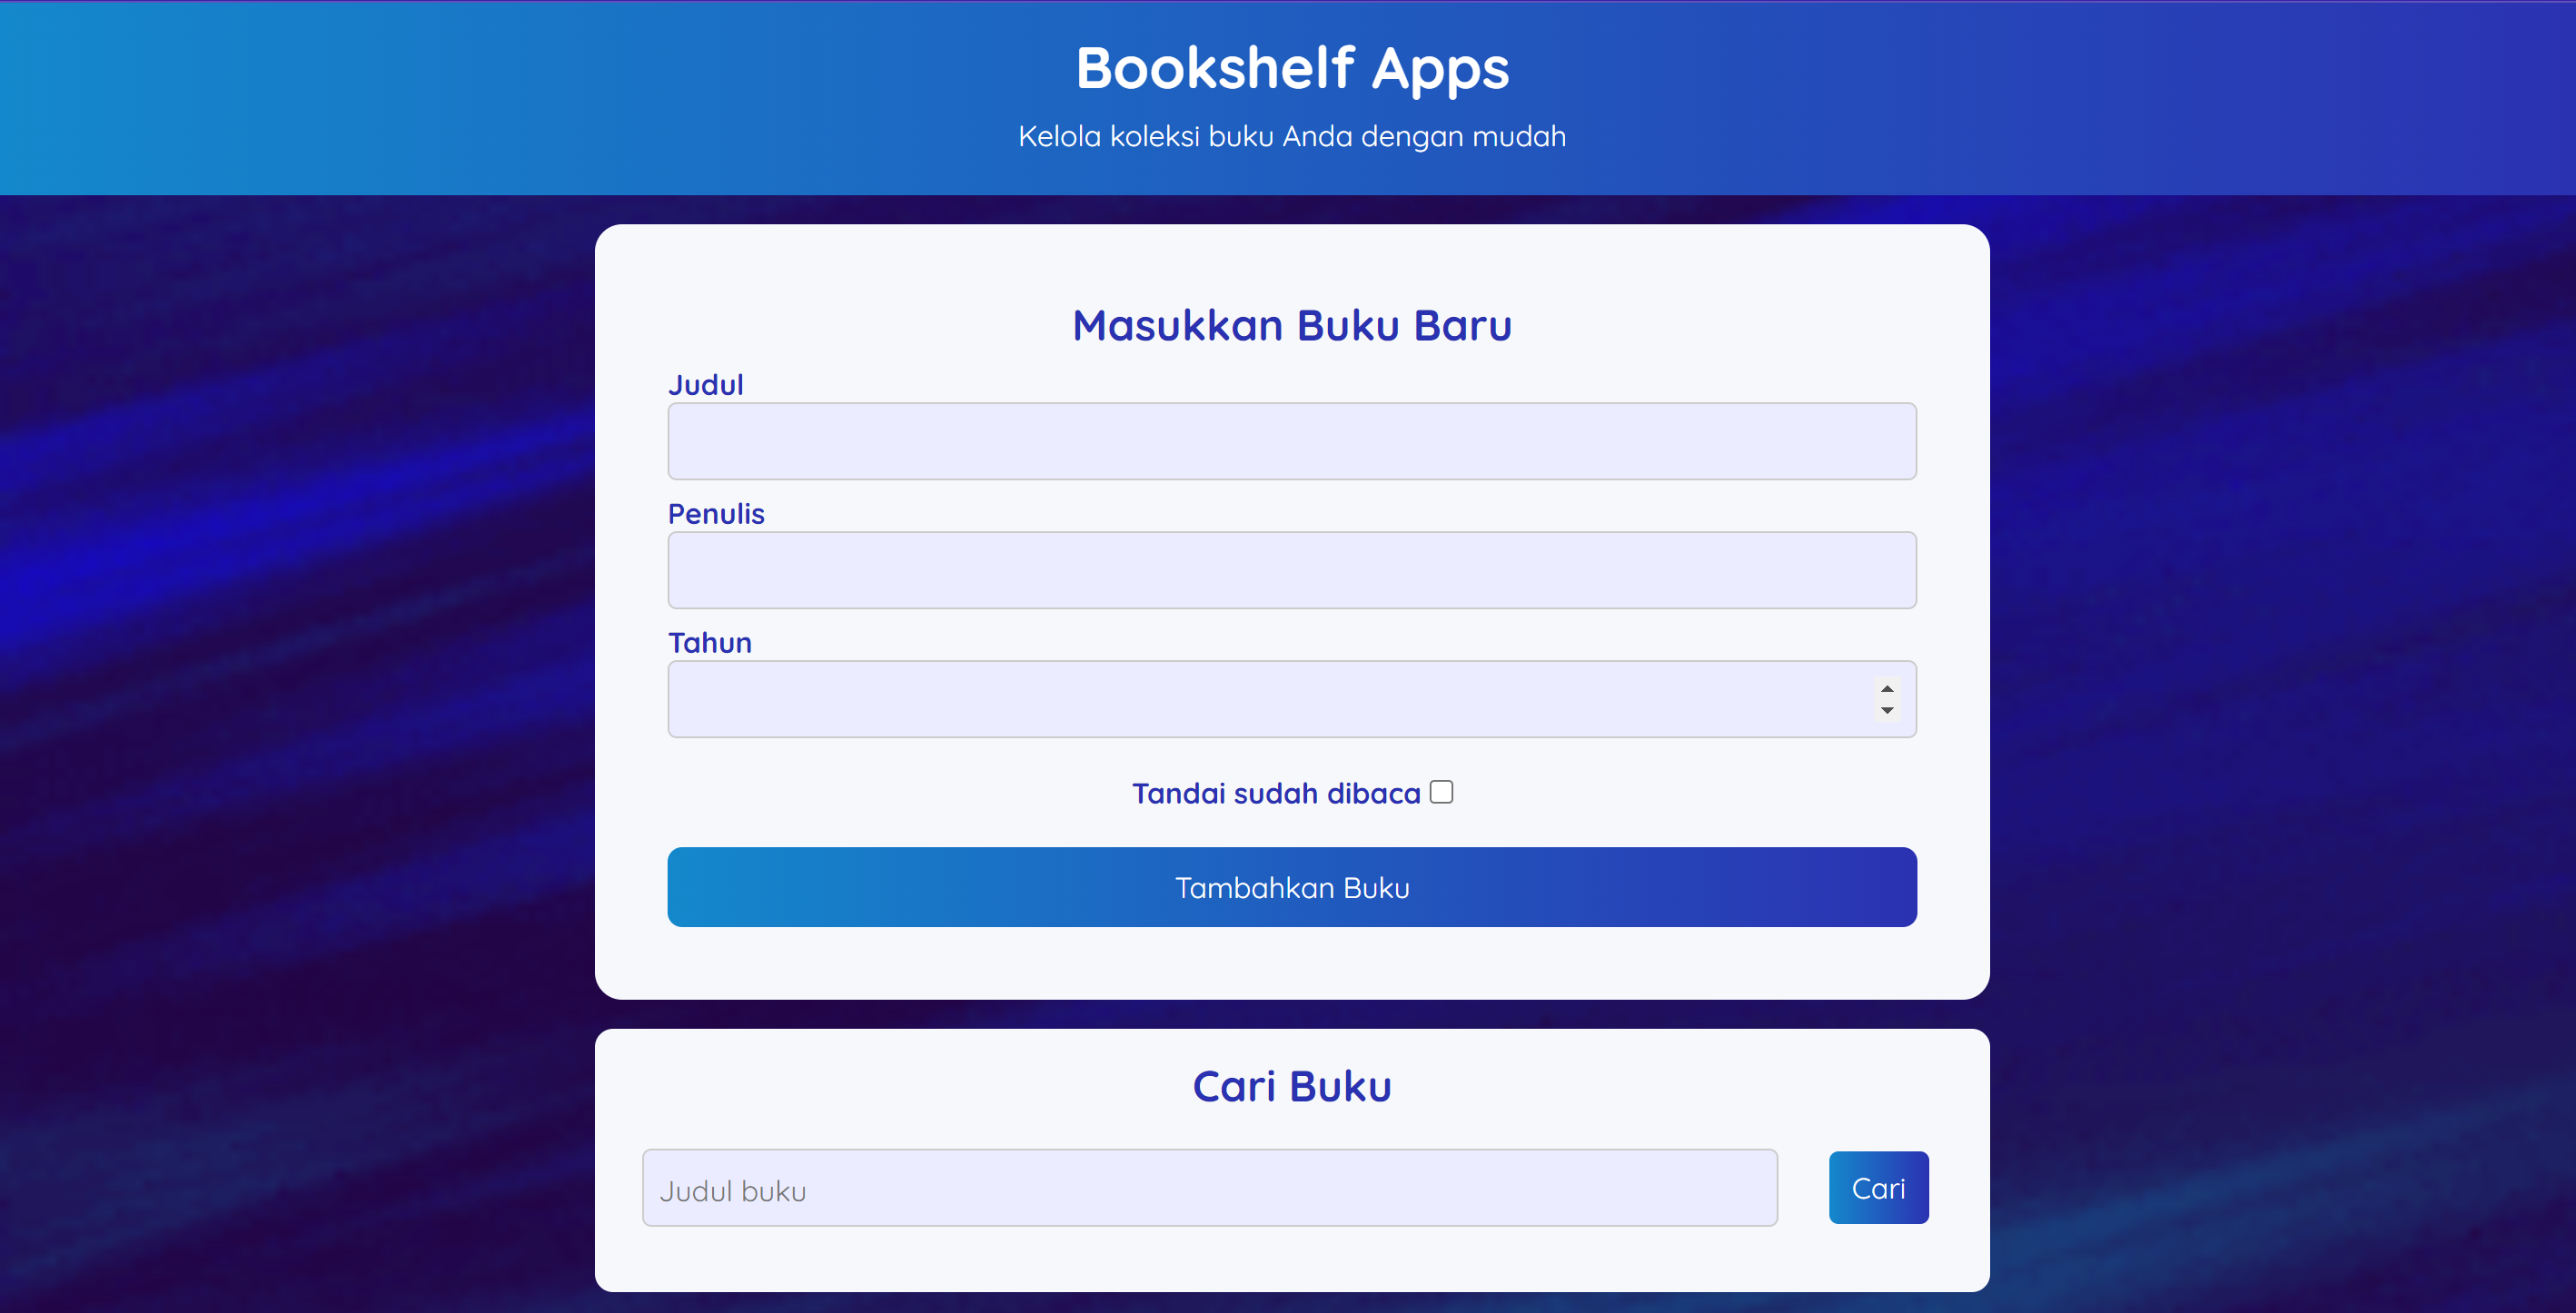 Bookshelf Apps
Kelola koleksi buku Anda dengan mudah
Masukkan Buku Baru
Judul
Penulis
Tahun
Tandai sudah dibaca
Tambahkan Buku
Cari Buku
Judul buku
Cari